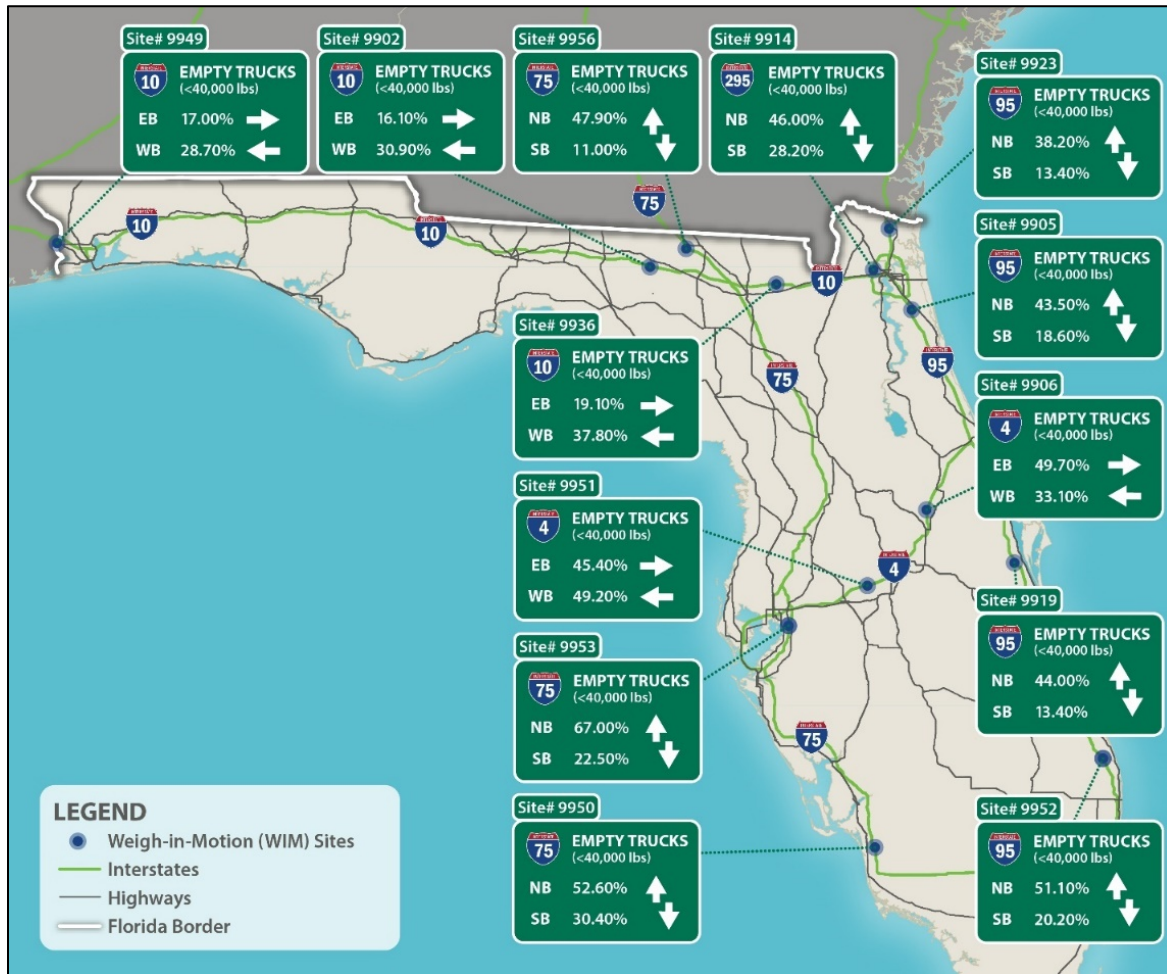 Site# 9949
INTERSTATE
10
EMPTY TRUCKS
(<40,000 lbs)
EB 17.00%
WB 28.70%
Site# 9902
10
EMPTY TRUCKS
(<40,000 lbs)
EB 16.10%
WB 30.90%
Site# 9956
75
EMPTY TRUCKS
(<40,000 lbs)
NB 47.90%
SB 11.00%
Site# 9914
INTERSTATE
295
EMPTY TRUCKS
(<40,000 lbs)
NB 46.00%
SB 28.20%
Site# 9923
95
EMPTY TRUCKS
(<40,000 lbs)
NB 38.20%
SB 13.40%
75
10
10
10
Site# 9905
95
EMPTY TRUCKS
(<40,000 lbs)
NB 43.50%
SB 18.60%
Site# 9936
10
EMPTY TRUCKS
(<40,000 lbs)
EB 19.10%
WB 37.80%
75
95
Site# 9906
4
EMPTY TRUCKS
(<40,000 lbs)
EB 49.70%
WB 33.10%
Site# 9951
4
EMPTY TRUCKS
(<40,000 lbs)
EB 45.40%
WB 49.20%
4
Site# 9919
95
EMPTY TRUCKS
(<40,000 lbs)
NB 44.00%
SB 13.40%
Site# 9953
75
EMPTY TRUCKS
(<40,000 lbs)
NB 67.00%
SB 22.50%
75
Site# 9950
75
EMPTY TRUCKS
(<40,000 lbs)
NB 52.60%
SB 30.40%
Site# 9952
95
EMPTY TRUCKS
(<40,000 lbs)
NB 51.10%
SB 20.20%
LEGEND
Weigh-in-Motion (WIM) Sites
Interstates
Highways
Florida Border